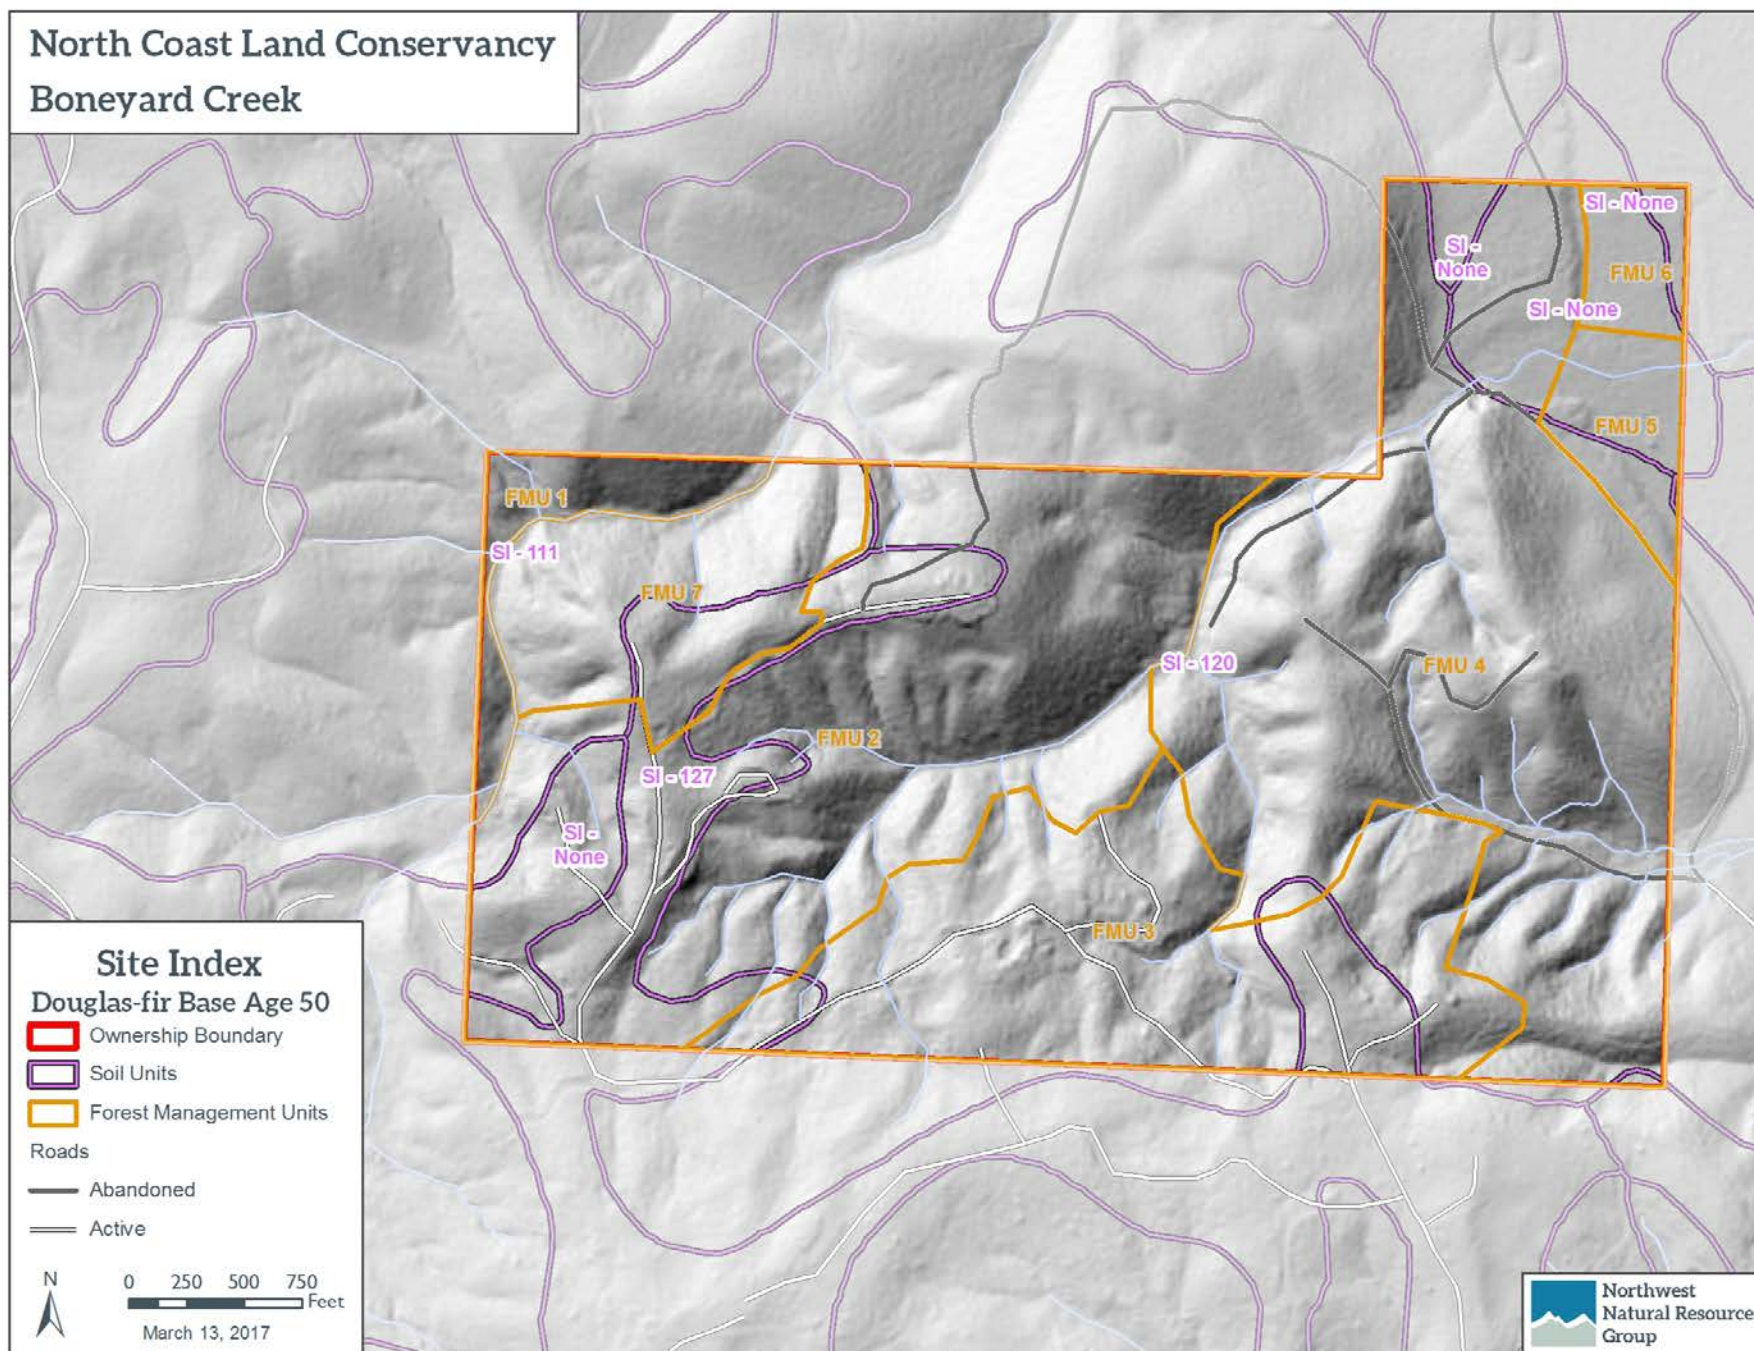 North Coast Land Conservancy
Boneyard Creek
SI - None
SI -
None
FMU 6
SI - None
FMU 5
FMU 1
SI - 111
FMU 7
SI - 120
FMU 4
FMU 2
SI - 127
SI -
None
FMU 3
Site Index
Douglas-fir Base Age 50
Ownership Boundary
Soil Units
Forest Management Units
Roads
Abandoned
Active
N
0 250 500 750
Feet
March 13, 2017
Northwest
Natural Resource
Group